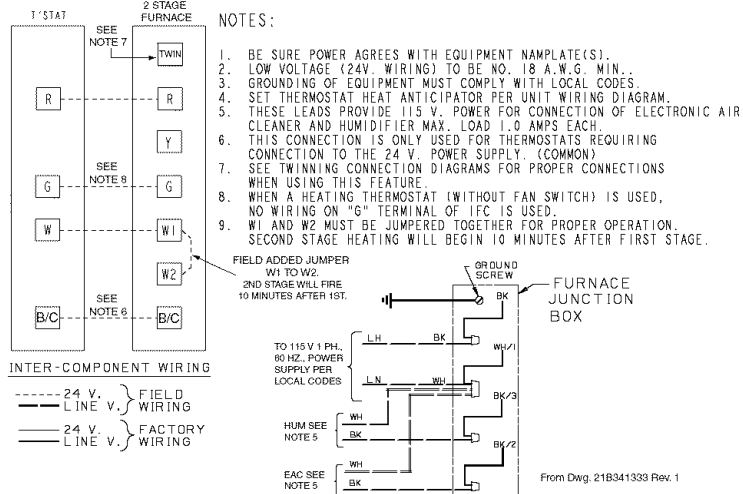 T'STAT
2 STAGE
FURNACE
SEE
NOTE 7
TWIN
R
R
Y
SEE
NOTE 8
G
G
W
W1
W2
SEE
NOTE 6
B/C
B/C
FIELD ADDED JUMPER
W1 TO W2.
2ND STAGE WILL FIRE
10 MINUTES AFTER 1ST.
INTER-COMPONENT WIRING
24 V.
LINE V.
FIELD
WIRING
24 V.
LINE V.
FACTORY
WIRING
NOTES:
1. BE SURE POWER AGREES WITH EQUIPMENT NAMPLATE(S).
2. LOW VOLTAGE (24V. WIRING) TO BE NO. 18 A.W.G. MIN..
3. GROUNDING OF EQUIPMENT MUST COMPLY WITH LOCAL CODES.
4. SET THERMOSTAT HEAT ANTICIPATOR PER UNIT WIRING DIAGRAM.
5. THESE LEADS PROVIDE 115 V. POWER FOR CONNECTION OF ELECTRONIC AIR
CLEANER AND HUMIDIFIER MAX. LOAD 1.0 AMPS EACH.
6. THIS CONNECTION IS ONLY USED FOR THERMOSTATS REQUIRING
CONNECTION TO THE 24 V. POWER SUPPLY. (COMMON)
7. SEE TWINNING CONNECTION DIAGRAMS FOR PROPER CONNECTIONS
WHEN USING THIS FEATURE.
8. WHEN A HEATING THERMOSTAT (WITHOUT FAN SWITCH) IS USED,
NO WIRING ON "G" TERMINAL OF IFC IS USED.
9. W1 AND W2 MUST BE JUMPERED TOGETHER FOR PROPER OPERATION.
SECOND STAGE HEATING WILL BEGIN 10 MINUTES AFTER FIRST STAGE.
GROUND
SCREW
BK
FURNACE
JUNCTION
BOX
TO 115 V 1 PH.,
60 HZ., POWER
SUPPLY PER
LOCAL CODES
LH
BK
WH/1
LN
WH
BK/3
HUM SEE
NOTE 5
WH
BK
BK/2
EAC SEE
NOTE 5
WH
BK
From Dwg. 21B341333 Rev. 1